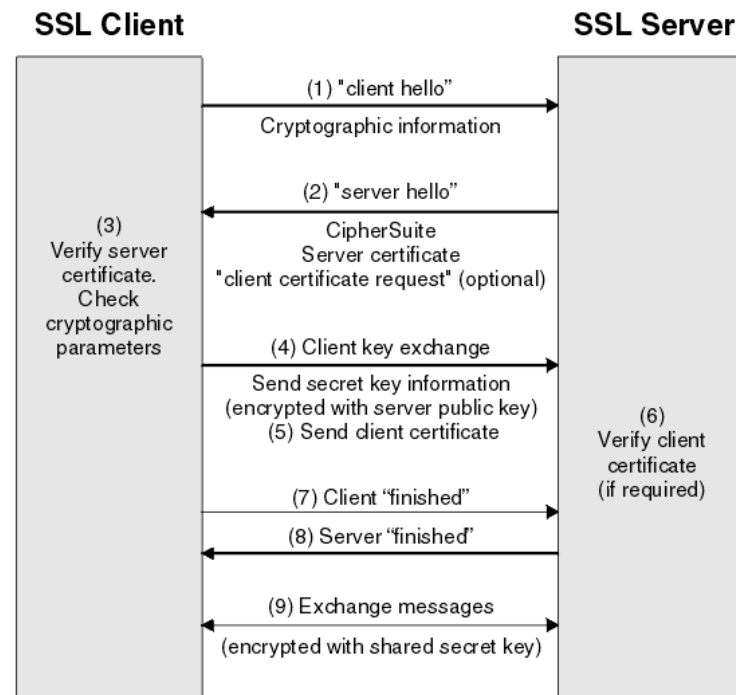 SSL Client
SSL Server
(1) "client hello”
Cryptographic information
(2) "server hello”
CipherSuite
Server certificate
"client certificate request" (optional)
(3)
Verify server
certificate.
Check
cryptographic
parameters
(4) Client key exchange
Send secret key information
(encrypted with server public key)
(5) Send client certificate
(6)
Verify client
certificate
(if required)
(7) Client “finished”
(8) Server “finished”
(9) Exchange messages
(encrypted with shared secret key)